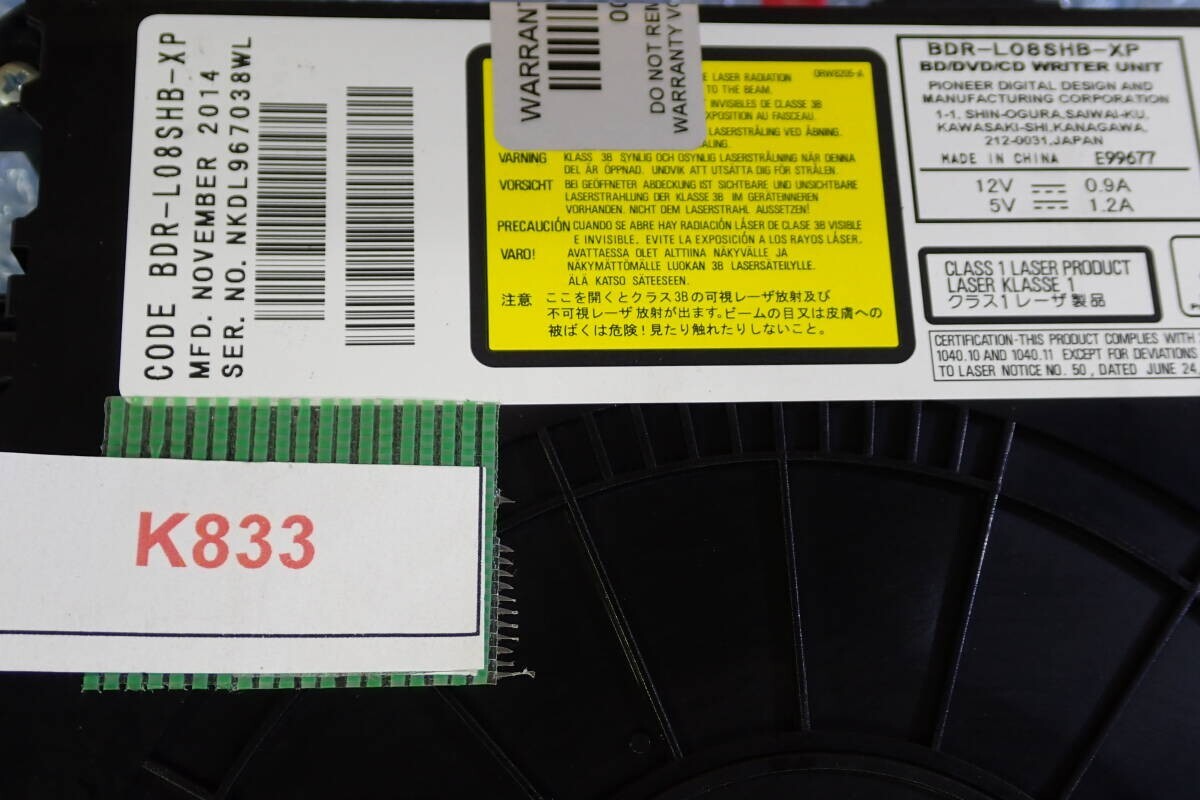 CODE BDR-L08SHB-XP
MFD. NOVEMBER 2014
SER. NO. NKDL967038WL
WARRANT
00
DO NOT REM
WARRANTY VO
LASER RADIATION
ORW8205-A
TO THE BEAM.
INVISIBLES DE CLASSE 3B
EXPOSITION AU FAISCEAU.
LASERSTRÅLING VED ÅBNING.
VARNING KLASS 3B SYNLIG OCH OSYNLIG LASERSTRÅLNING NÄR DENNA
DEL ÄR ÖPPNAD. UNDVIK ATT UTSÄTTA DIG FÖR STRÅLEN.
VORSICHT BEI GEÖFFNETER ABDECKUNG IST SICHTBARE UND UNSICHTBARE
LASERSTRAHLUNG DER KLASSE 3B IM GERÄTEINNEREN
VORHANDEN. NICHT DEM LASERSTRAHL AUSSETZEN!
PRECAUCIÓN CUANDO SE ABRE HAY RADIACIÓN LÁSER DE CLASE 3B VISIBLE
E INVISIBLE. EVITE LA EXPOSICIÓN A LOS RAYOS LÁSER.
VARO! AVATTAESSA OLET ALTTIINA NÄKYVÄLLE JA
NÄKYMÄTTÖMÄLLE LUOKAN 3B LASERSÄTEILYLLE.
ÄLÄ KATSO SÄTEESEEN.
注意 ここを開くとクラス3Bの可視レーザ放射及び
不可視レーザ放射が出ます。ビームの目又は皮膚への
被ばくは危険!見たり触れたりしないこと。
BDR-L08SHB-XP
BD/DVD/CD WRITER UNIT
PIONEER DIGITAL DESIGN AND
MANUFACTURING CORPORATION
1-1, SHIN-OGURA,SAIWAI-KU,
KAWASAKI-SHI,KANAGAWA,
212-0031,JAPAN
MADE IN CHINA E99677
12V 0.9A
5V 1.2A
CLASS 1 LASER PRODUCT
LASER KLASSE 1
クラス1 レーザ製品
CERTIFICATION-THIS PRODUCT COMPLIES WITH
1040.10 AND 1040.11 EXCEPT FOR DEVIATIONS
TO LASER NOTICE NO. 50, DATED JUNE 24,
K833